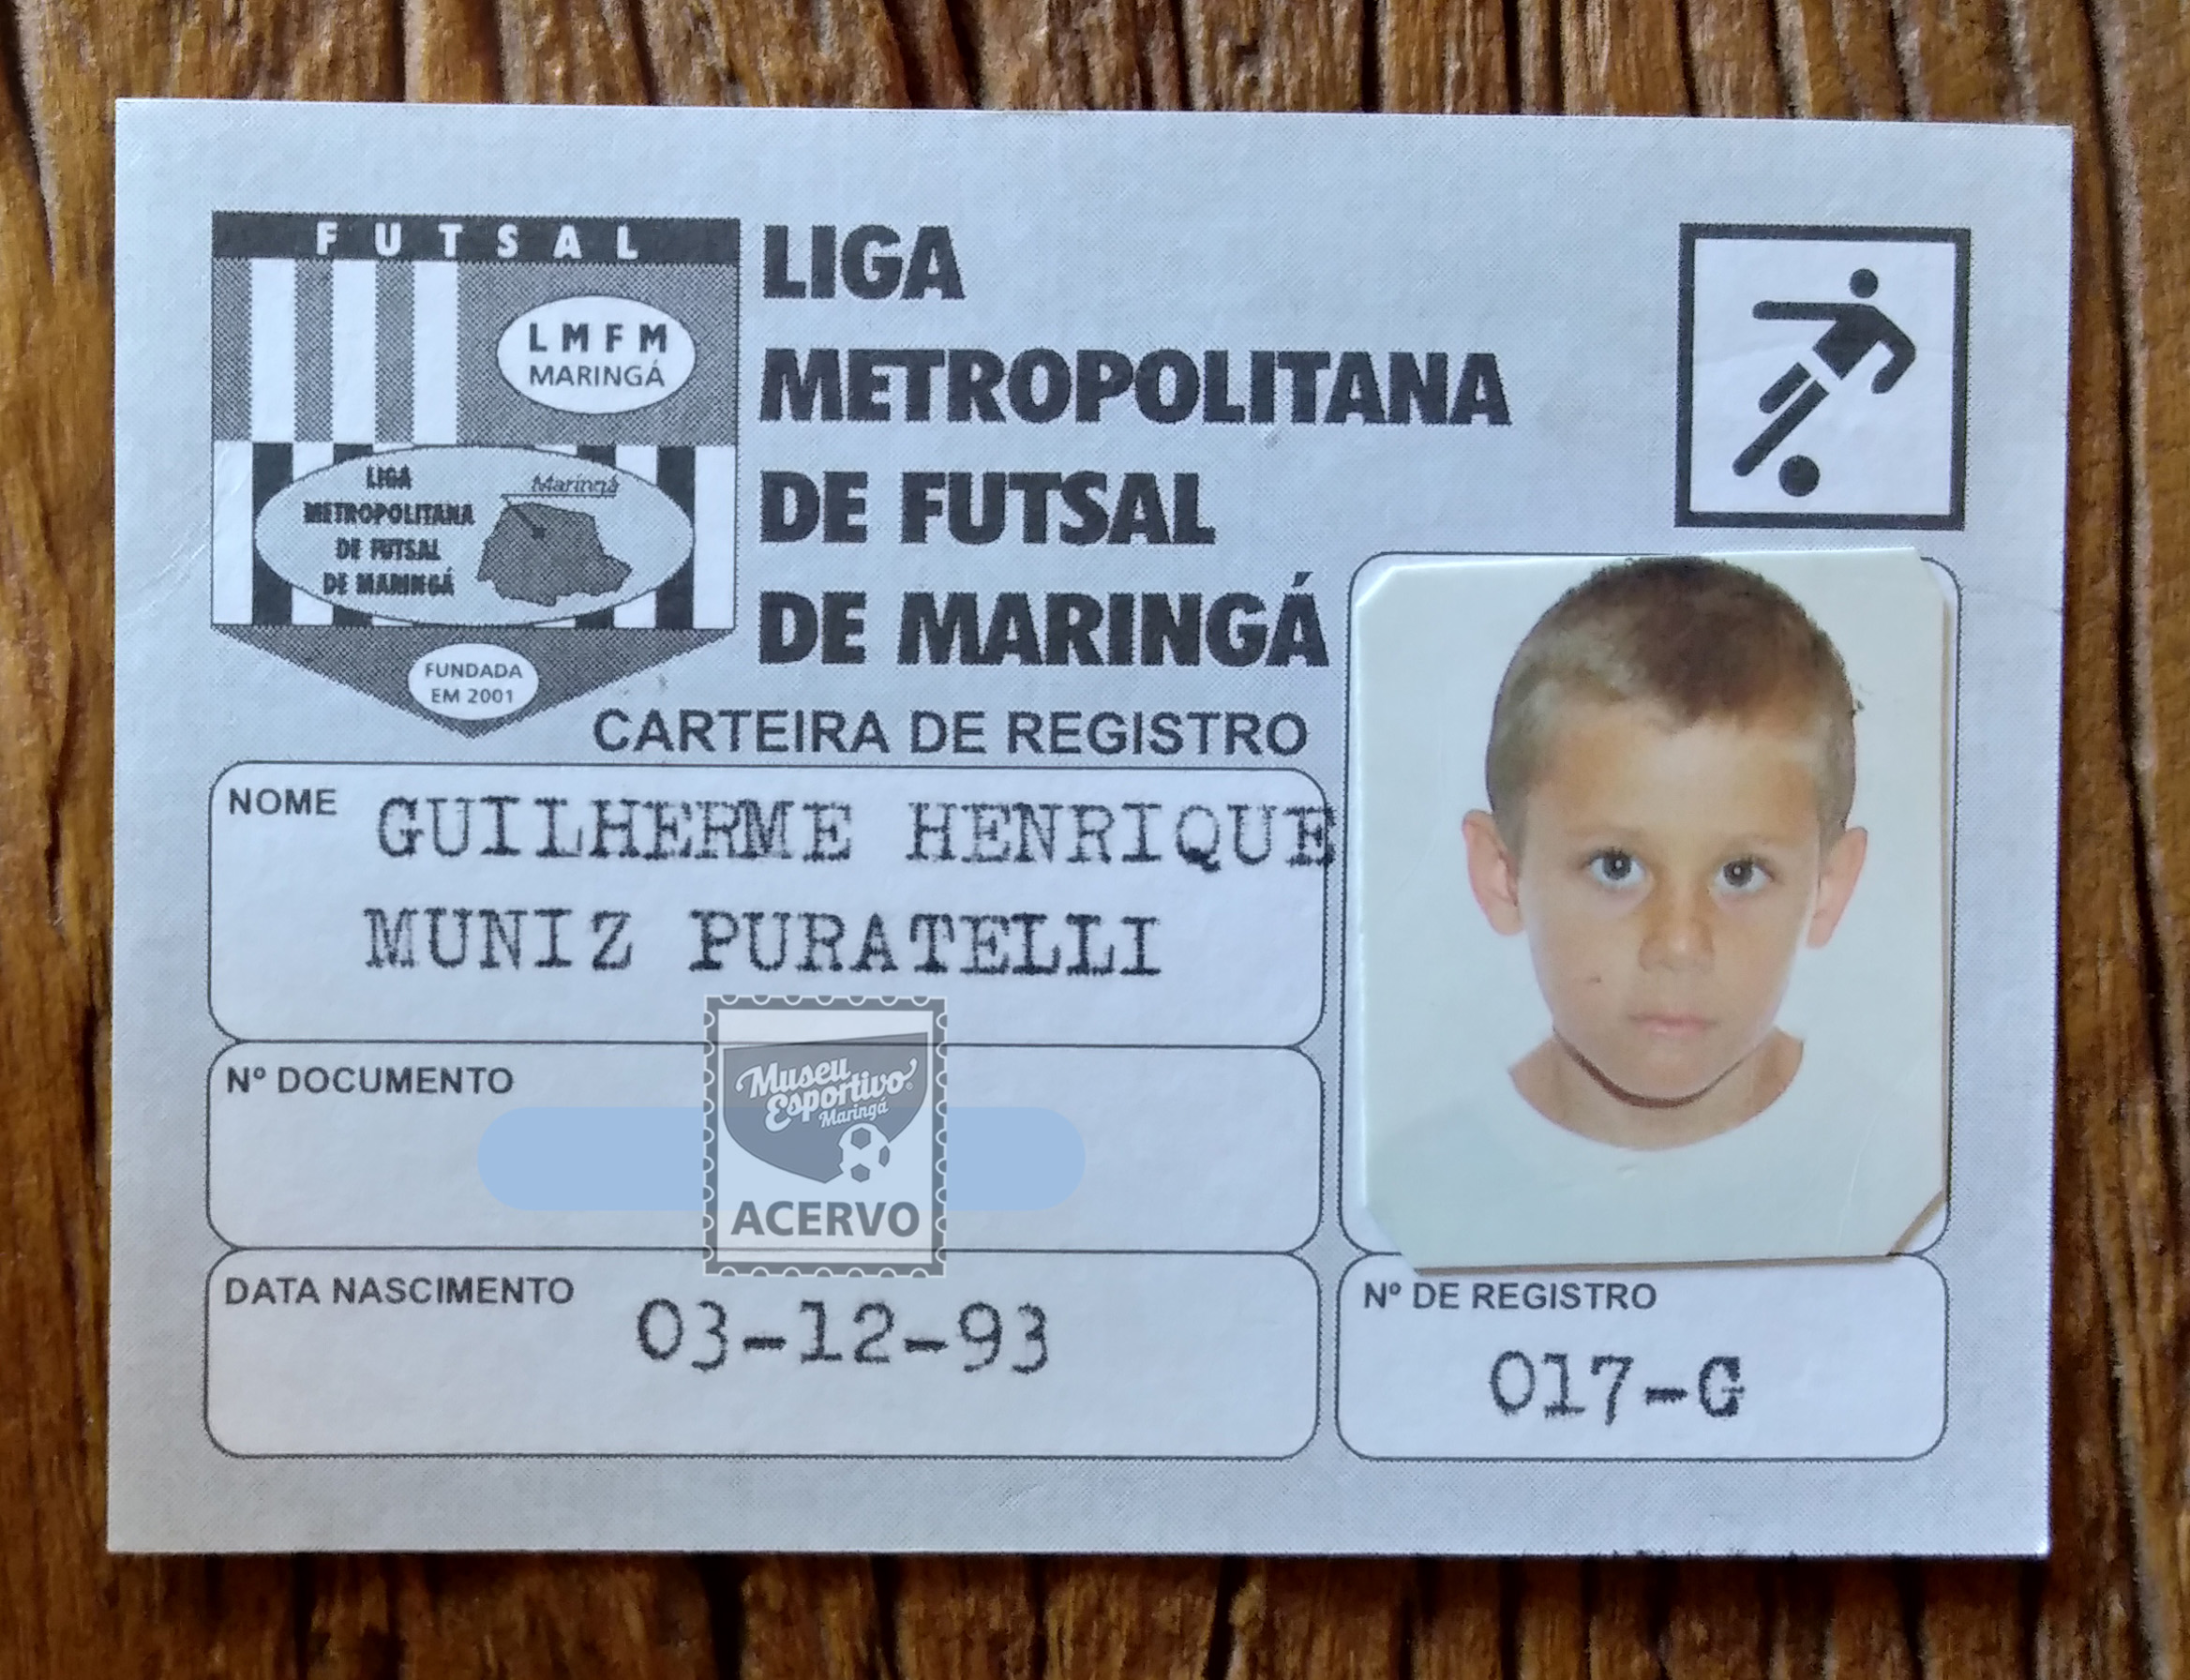 FUTSAL
LMFM
MARINGÁ
LIGA
METROPOLITANA
DE FUTSAL
DE MARINGÁ
Maringá
FUNDADA
EM 2001
LIGA
METROPOLITANA
DE FUTSAL
DE MARINGÁ
CARTEIRA DE REGISTRO
NOME GUILHERME HENRIQUE
MUNIZ PURATELLI
Nº DOCUMENTO
Museu
Esportivo
Maringá
ACERVO
DATA NASCIMENTO 03-12-93
Nº DE REGISTRO
017-G